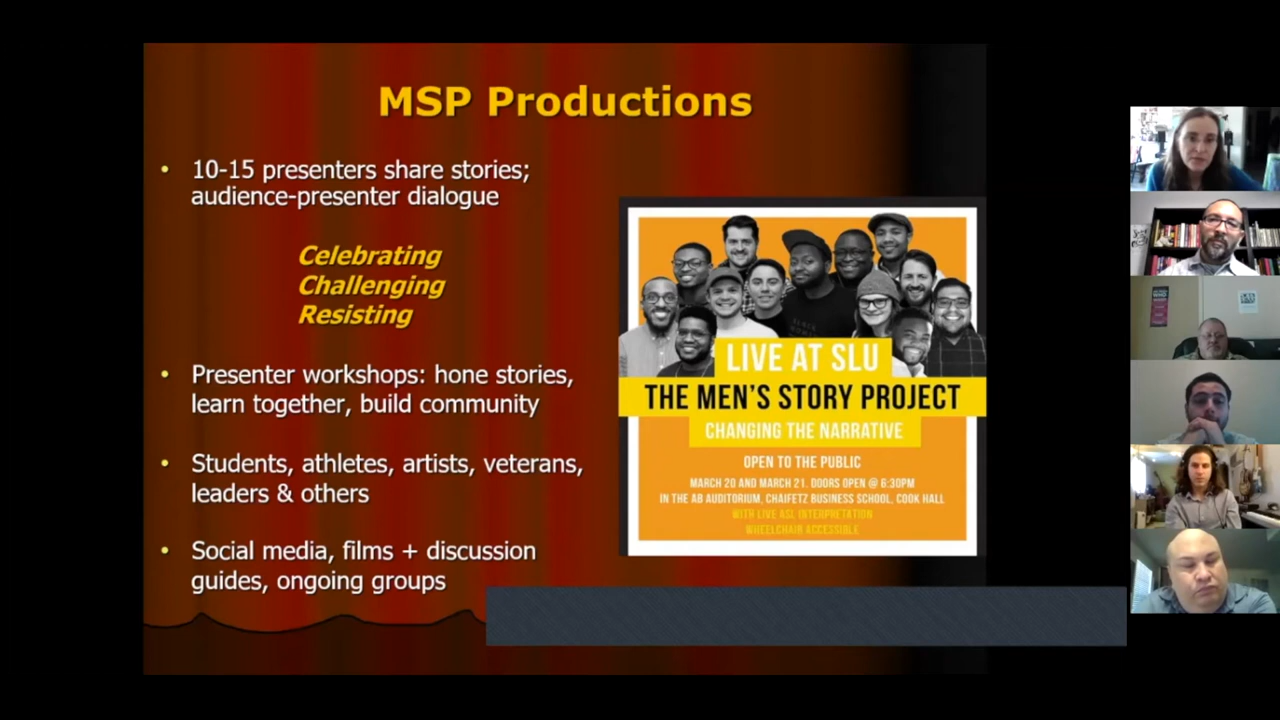 MSP Productions
• 10-15 presenters share stories;
audience-presenter dialogue
Celebrating
Challenging
Resisting
• Presenter workshops: hone stories,
learn together, build community
• Students, athletes, artists, veterans,
leaders & others
• Social media, films + discussion
guides, ongoing groups
LIVE AT SLU
THE MEN'S STORY PROJECT
CHANGING THE NARRATIVE
OPEN TO THE PUBLIC
MARCH 20 AND MARCH 21. DOORS OPEN @ 6:30PM
IN THE AB AUDITORIUM, CHAIFETZ BUSINESS SCHOOL, COOK HALL
WITH LIVE ASL INTERPRETATION
WHEELCHAIR ACCESSIBLE